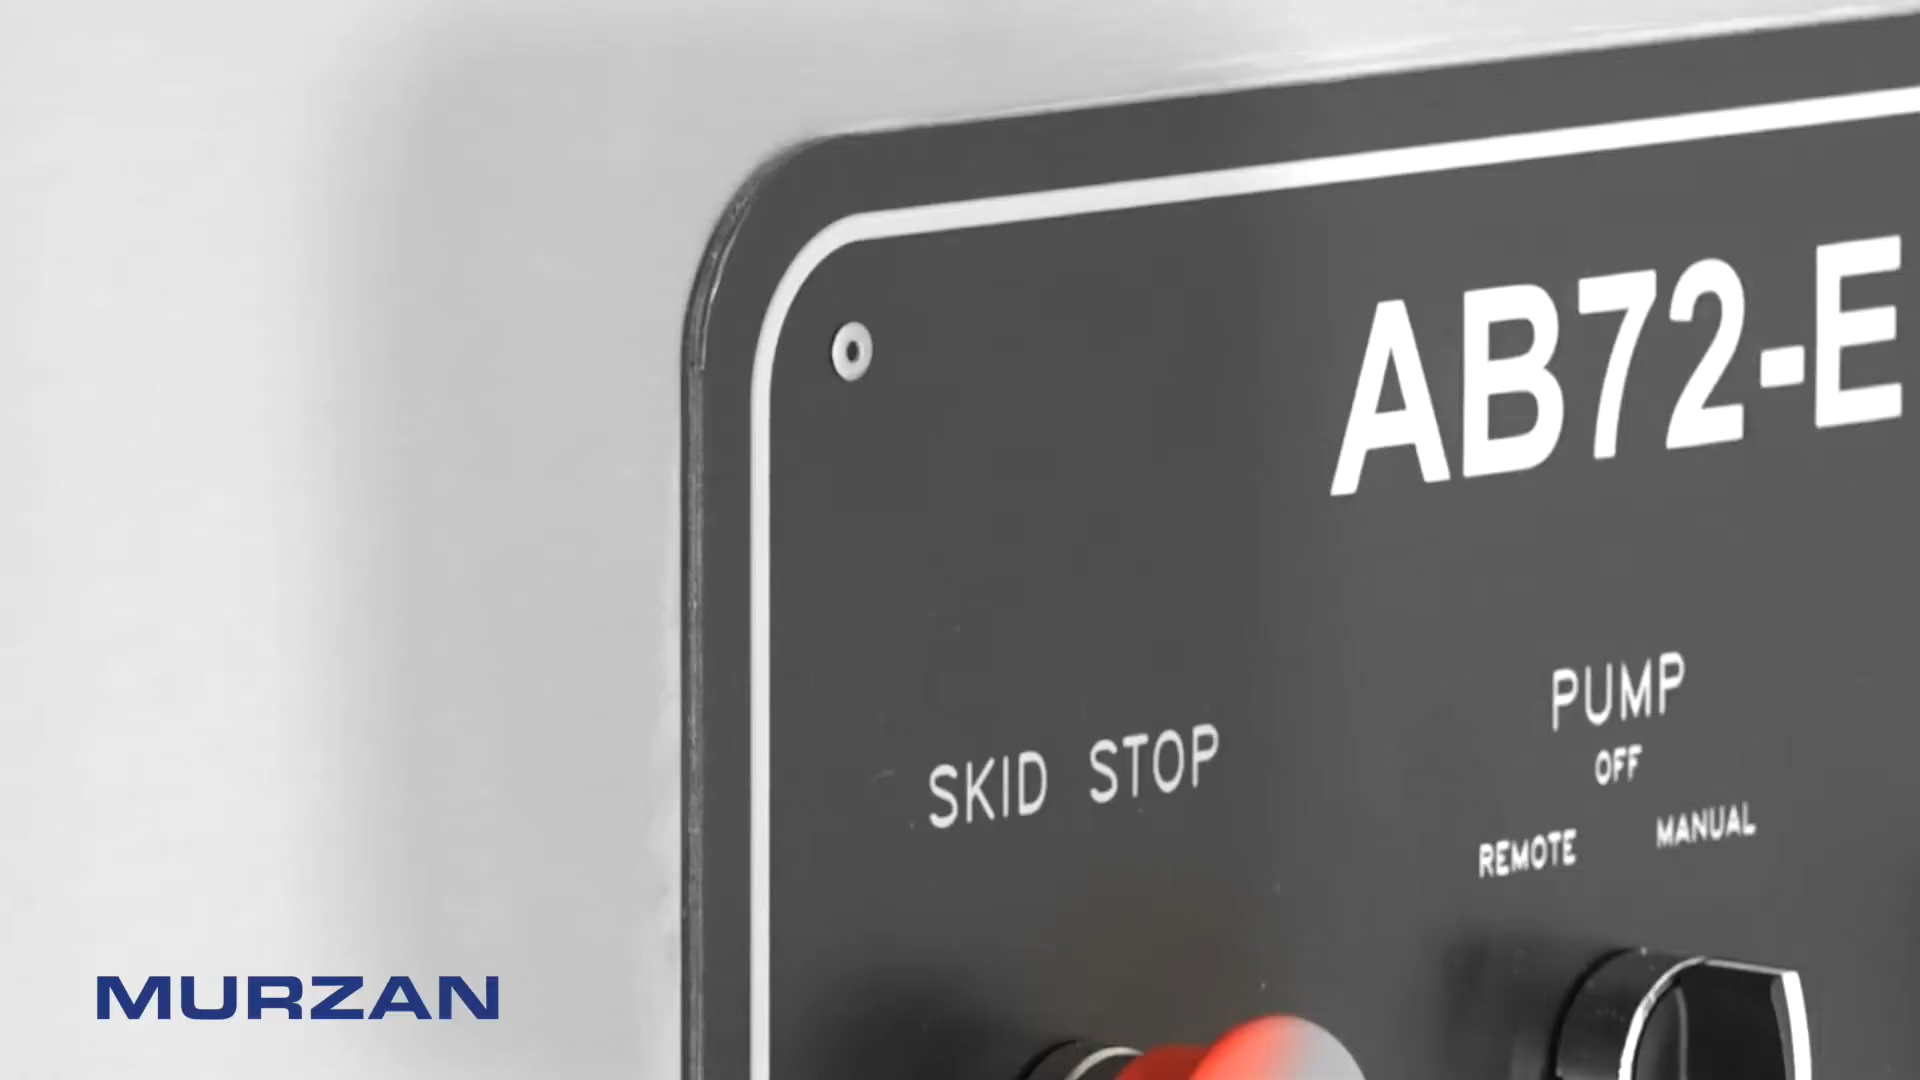 AB72-E
PUMP
OFF
SKID STOP
REMOTE MANUAL
MURZAN